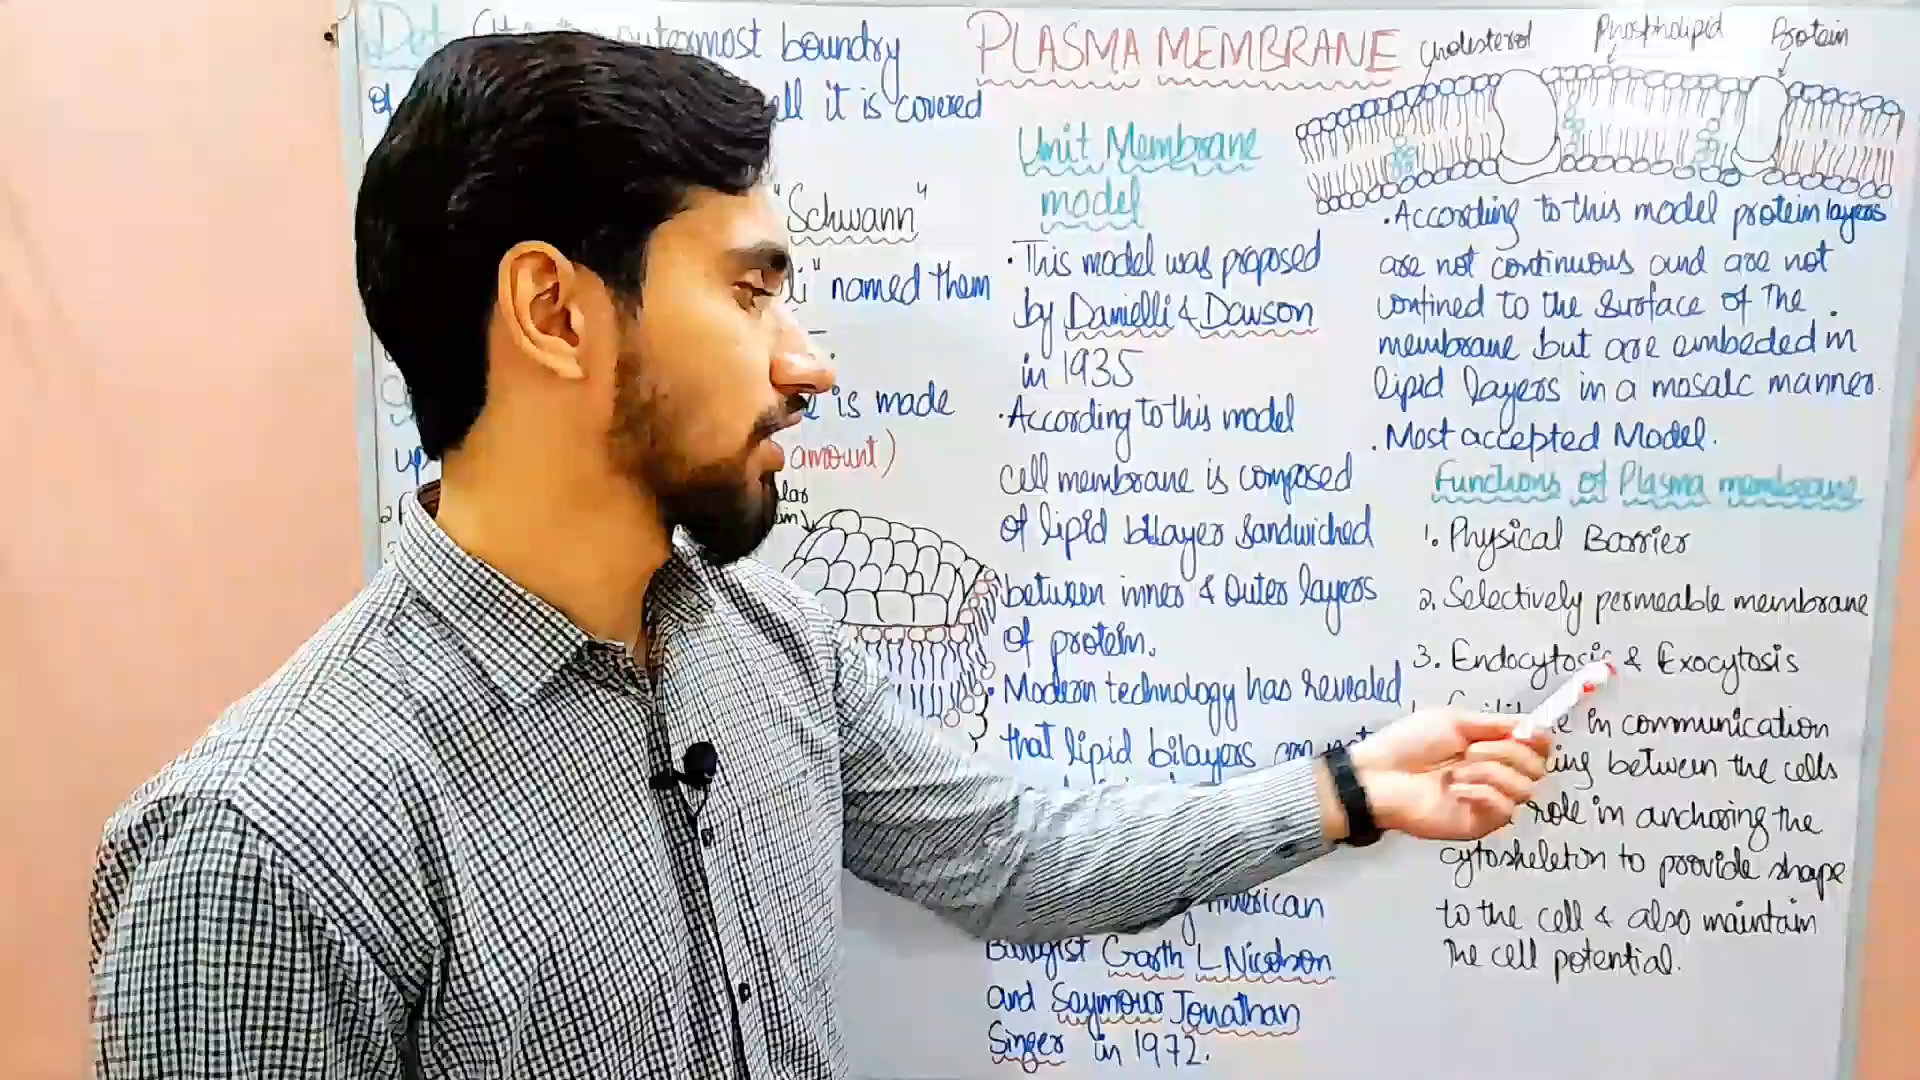 PLASMA MEMBRANE
outermost boundry
of
cell it is covered
"Schwann"
named them
is made
up
amount)
Unit Membrane
model
. This model was proposed
by Danielli & Dawson
in 1935
. According to this model
cell membrane is composed
of lipid bilayer sandwiched
between inner & outer layers
of protein.
. Modern technology has revealed
that lipid bilayers
American
Garth L Nicolson
and Seymour Jonathan
Singer in 1972.
Cholesterol
Phospholipid
Protein
. According to this model protein layers
are not continuous and are not
confined to the surface of the
membrane but are embeded in
lipid layers in a mosaic manner.
. Most accepted Model.
Functions of Plasma membrane
1. Physical Barrier
2. Selectively permeable membrane
3. Endocytosis & Exocytosis
in communication
between the cells
role in anchoring the
cytoskeleton to provide shape
to the cell & also maintain
The cell potential.